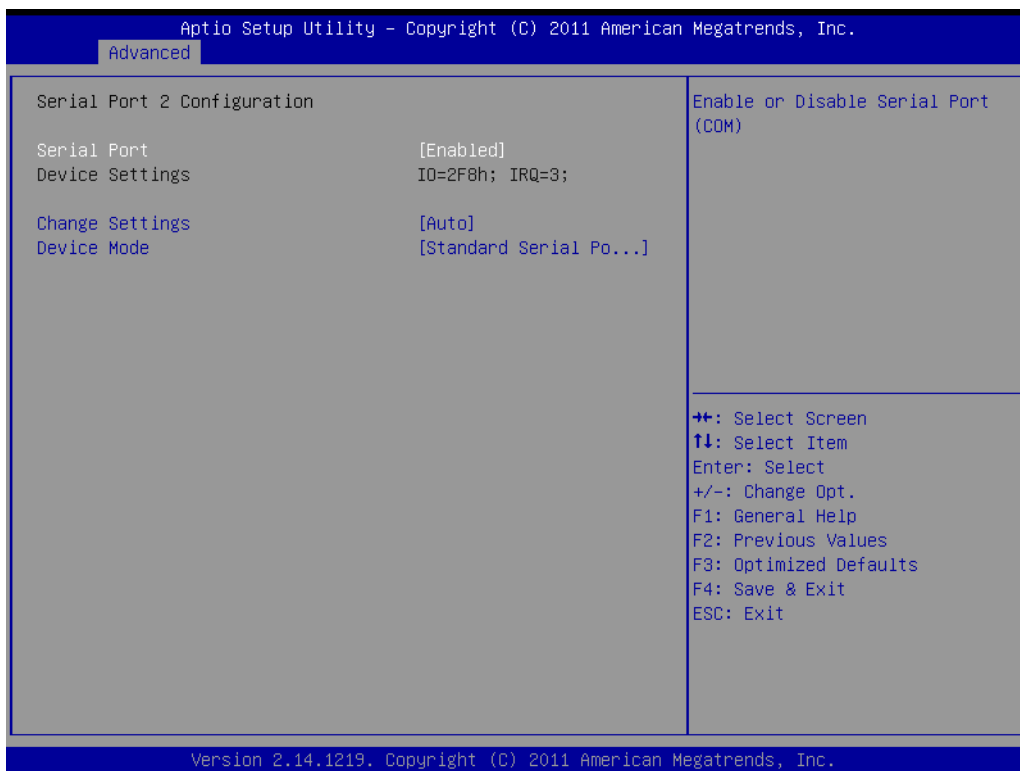 Aptio Setup Utility – Copyright (C) 2011 American Megatrends, Inc.
Advanced
Serial Port 2 Configuration
Serial Port [Enabled]
Device Settings IO=2F8h; IRQ=3;
Change Settings [Auto]
Device Mode [Standard Serial Po...]
Enable or Disable Serial Port
(COM)
→←: Select Screen
↑↓: Select Item
Enter: Select
+/-: Change Opt.
F1: General Help
F2: Previous Values
F3: Optimized Defaults
F4: Save & Exit
ESC: Exit
Version 2.14.1219. Copyright (C) 2011 American Megatrends, Inc.